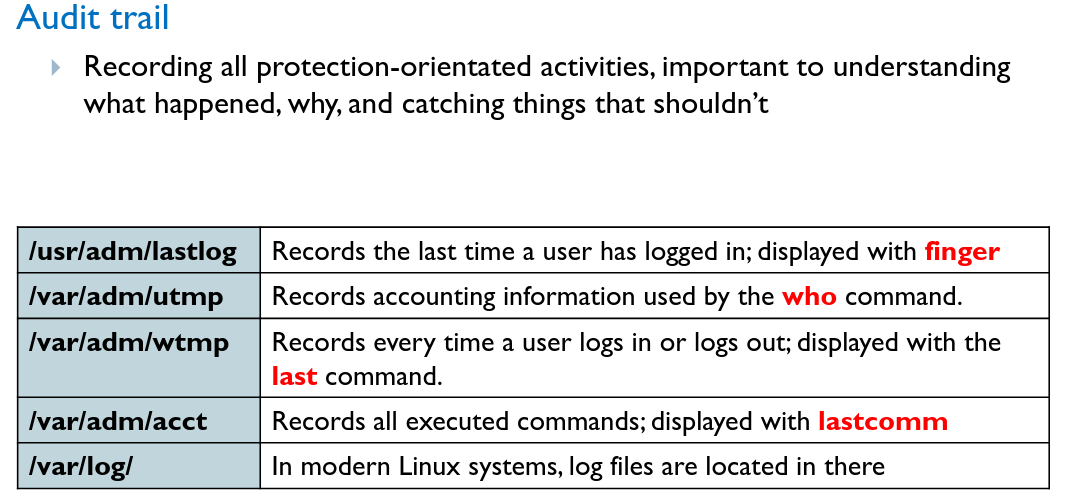 Audit trail
Recording all protection-orientated activities, important to understanding
what happened, why, and catching things that shouldn’t
/usr/adm/lastlog Records the last time a user has logged in; displayed with finger
/var/adm/utmp Records accounting information used by the who command.
/var/adm/wtmp Records every time a user logs in or logs out; displayed with the
last command.
/var/adm/acct Records all executed commands; displayed with lastcomm
/var/log/ In modern Linux systems, log files are located in there